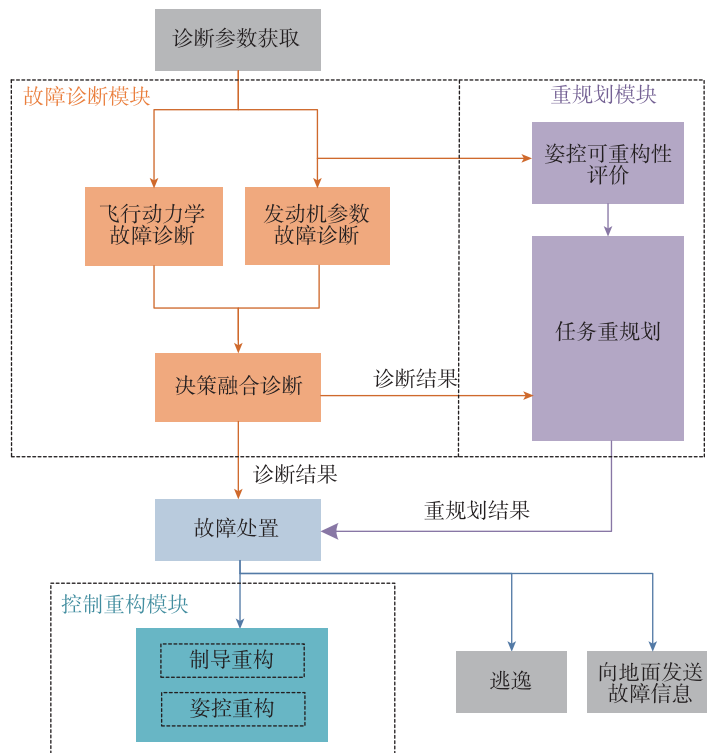 诊断参数获取
故障诊断模块
重规划模块
姿控可重构性
评价
飞行动力学
故障诊断
发动机参数
故障诊断
任务重规划
决策融合诊断
诊断结果
诊断结果
重规划结果
故障处置
控制重构模块
制导重构
姿控重构
逃逸
向地面发送
故障信息